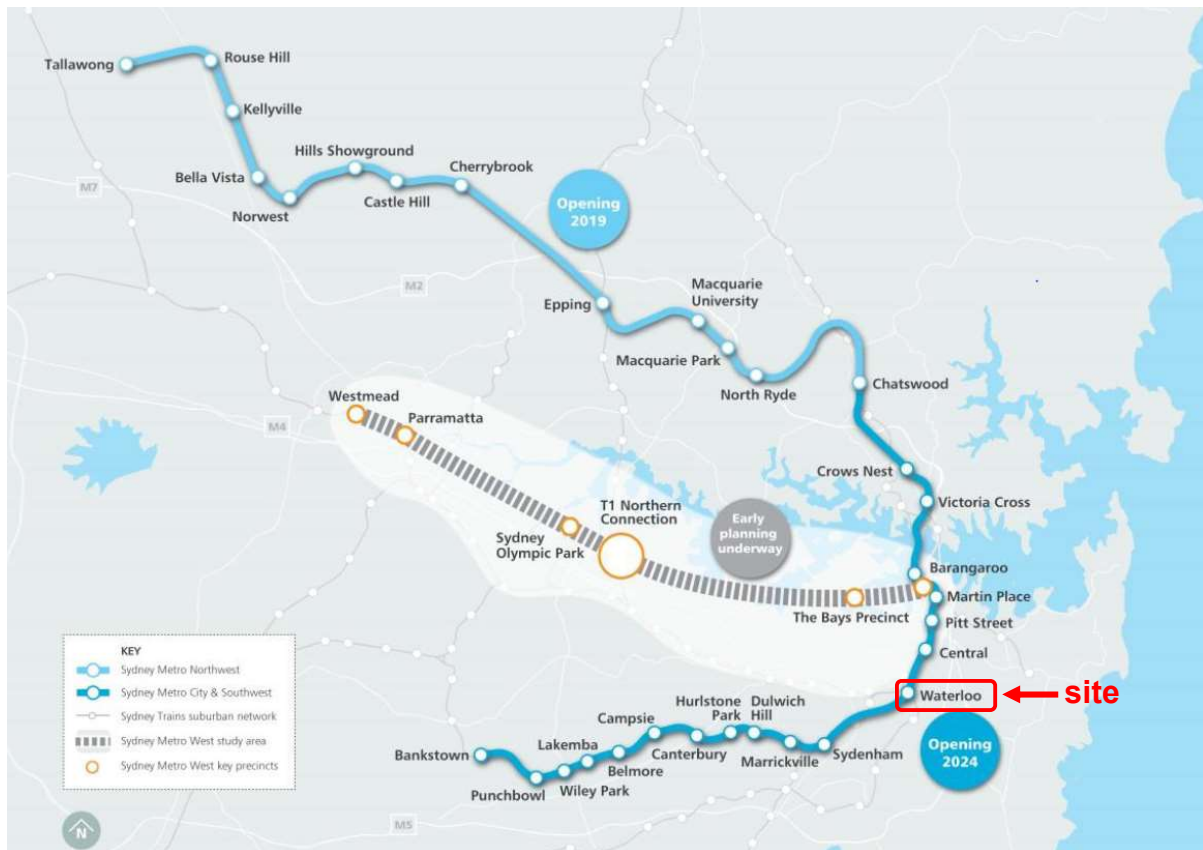 Tallawong
Rouse Hill
Kellyville
Hills Showground
Cherrybrook
Bella Vista
M7
Castle Hill
Norwest
Opening
2019
M2
Macquarie
University
Epping
Macquarie Park
North Ryde
Chatswood
Westmead
Parramatta
M4
Crows Nest
T1 Northern
Connection
Victoria Cross
Early
planning
underway
Sydney
Olympic Park
Barangaroo
Martin Place
The Bays Precinct
Pitt Street
Central
KEY
Sydney Metro Northwest
Sydney Metro City & Southwest
Sydney Trains suburban network
Sydney Metro West study area
Sydney Metro West key precincts
Waterloo
site
Hurlstone
Park
Dulwich
Hill
Campsie
Lakemba
Bankstown
Canterbury
Sydenham
Opening
2024
Belmore
Marrickville
Wiley Park
Punchbowl
M5
N